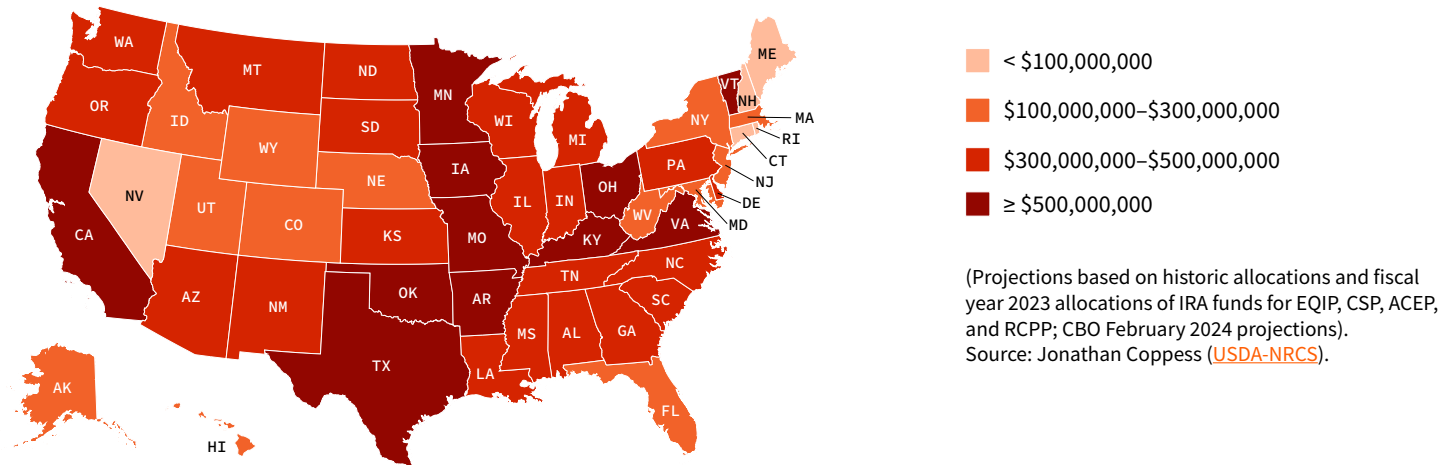 WA
OR
CA
NV
ID
MT
WY
UT
CO
AZ
NM
ND
SD
NE
KS
OK
TX
MN
IA
MO
AR
LA
WI
IL
MI
IN
OH
KY
TN
MS
AL
GA
FL
SC
NC
VA
WV
PA
NY
VT
NH
ME
MA
RI
CT
NJ
DE
MD
AK
HI
< $100,000,000
$100,000,000–$300,000,000
$300,000,000–$500,000,000
≥ $500,000,000
(Projections based on historic allocations and fiscal
year 2023 allocations of IRA funds for EQIP, CSP, ACEP,
and RCPP; CBO February 2024 projections).
Source: Jonathan Coppess (USDA-NRCS).